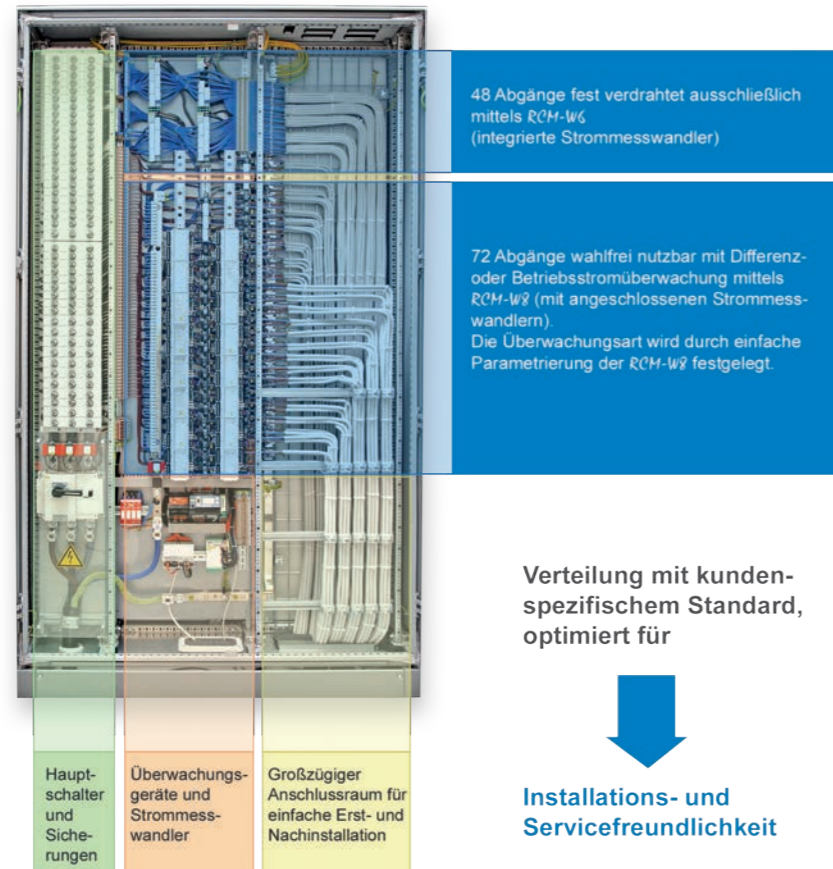 48 Abgänge fest verdrahtet ausschließlich
mittels RCM-W6
(integrierte Strommesswandler)
72 Abgänge wahlfrei nutzbar mit Differenz-
oder Betriebsstromüberwachung mittels
RCM-W8 (mit angeschlossenen Strommess-
wandlern).
Die Überwachungsart wird durch einfache
Parametrierung der RCM-W8 festgelegt.
Verteilung mit kunden-
spezifischem Standard,
optimiert für
Installations- und
Servicefreundlichkeit
Haupt-
schalter
und
Siche-
rungen
Überwachungs-
geräte und
Strommess-
wandler
Großzügiger
Anschlussraum für
einfache Erst- und
Nachinstallation